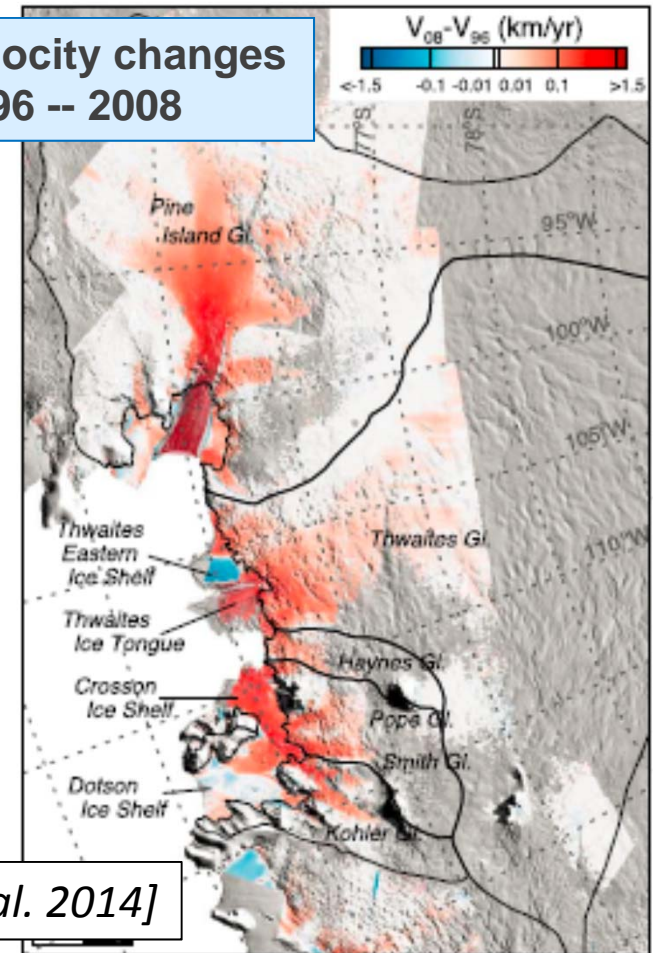 ocity changes
96 -- 2008
V08-V96 (km/yr)
<-1.5 -0.1 -0.01 0.01 0.1 >1.5
77°S
78°S
Pine
Island Gl.
95°W
100°W
105°W
Thwaites
Eastern
Ice Shelf
Thwaites Gl.
110°W
Thwaites
Ice Tongue
Haynes Gl.
Crosson
Ice Shelf
Pope Gl.
Smith Gl.
Dotson
Ice Shelf
Kohler Gl.
al. 2014]